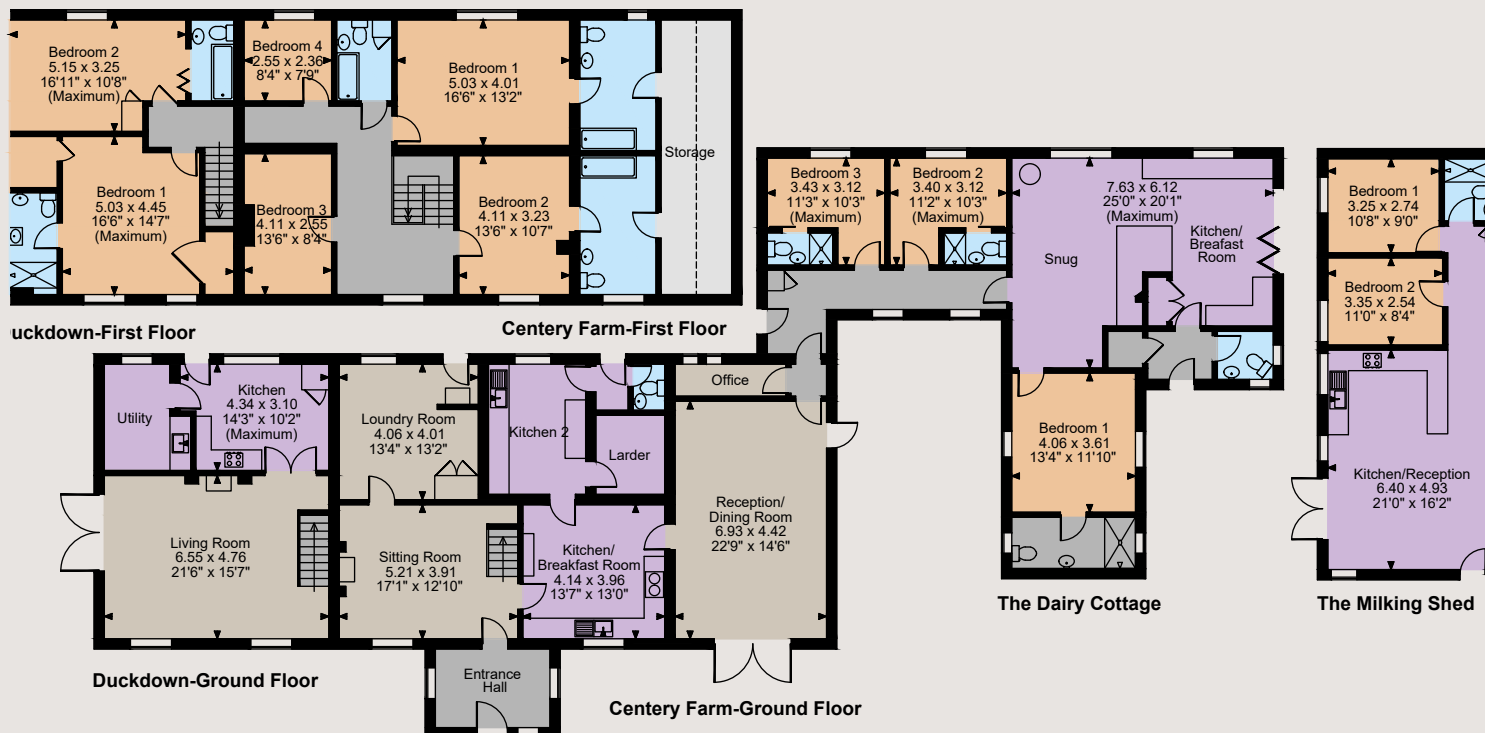 Bedroom 2
5.15 x 3.25
16'11" x 10'8"
(Maximum)
Bedroom 4
2.55 x 2.36
8'4" x 7'9"
Bedroom 1
5.03 x 4.01
16'6" x 13'2"
Storage
Bedroom 1
5.03 x 4.45
16'6" x 14'7"
(Maximum)
Bedroom 3
4.11 x 2.55
13'6" x 8'4"
Bedroom 2
4.11 x 3.23
13'6" x 10'7"
uckdown-First Floor
Centery Farm-First Floor
Bedroom 3
3.43 x 3.12
11'3" x 10'3"
(Maximum)
Bedroom 2
3.40 x 3.12
11'2" x 10'3"
(Maximum)
7.63 x 6.12
25'0" x 20'1"
(Maximum)
Kitchen/
Breafast
Room
Snug
Bedroom 1
3.25 x 2.74
10'8" x 9'0"
Bedroom 2
3.35 x 2.54
11'0" x 8'4"
Utility
Kitchen
4.34 x 3.10
14'3" x 10'2"
(Maximum)
Loundry Room
4.06 x 4.01
13'4" x 13'2"
Kitchen 2
Larder
Office
Reception/
Dining Room
6.93 x 4.42
22'9" x 14'6"
Bedroom 1
4.06 x 3.61
13'4" x 11'10"
Kitchen/Reception
6.40 x 4.93
21'0" x 16'2"
Living Room
6.55 x 4.76
21'6" x 15'7"
Sitting Room
5.21 x 3.91
17'1" x 12'10"
Kitchen/
Breakfast Room
4.14 x 3.96
13'7" x 13'0"
Entrance
Hall
The Dairy Cottage
The Milking Shed
Duckdown-Ground Floor
Centery Farm-Ground Floor